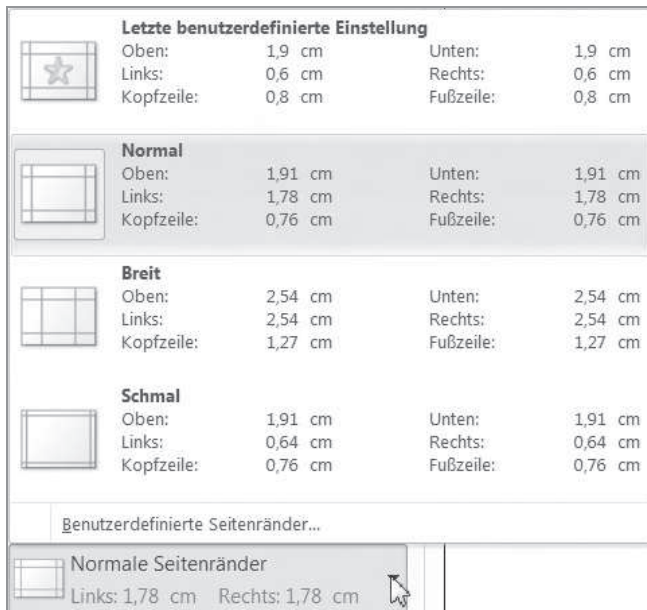 Letzte benutzerdefinierte Einstellung
Oben: 1,9 cm Unten: 1,9 cm
Links: 0,6 cm Rechts: 0,6 cm
Kopfzeile: 0,8 cm Fußzeile: 0,8 cm
Normal
Oben: 1,91 cm Unten: 1,91 cm
Links: 1,78 cm Rechts: 1,78 cm
Kopfzeile: 0,76 cm Fußzeile: 0,76 cm
Breit
Oben: 2,54 cm Unten: 2,54 cm
Links: 2,54 cm Rechts: 2,54 cm
Kopfzeile: 1,27 cm Fußzeile: 1,27 cm
Schmal
Oben: 1,91 cm Unten: 1,91 cm
Links: 0,64 cm Rechts: 0,64 cm
Kopfzeile: 0,76 cm Fußzeile: 0,76 cm
Benutzerdefinierte Seitenränder...
Normale Seitenränder
Links: 1,78 cm Rechts: 1,78 cm